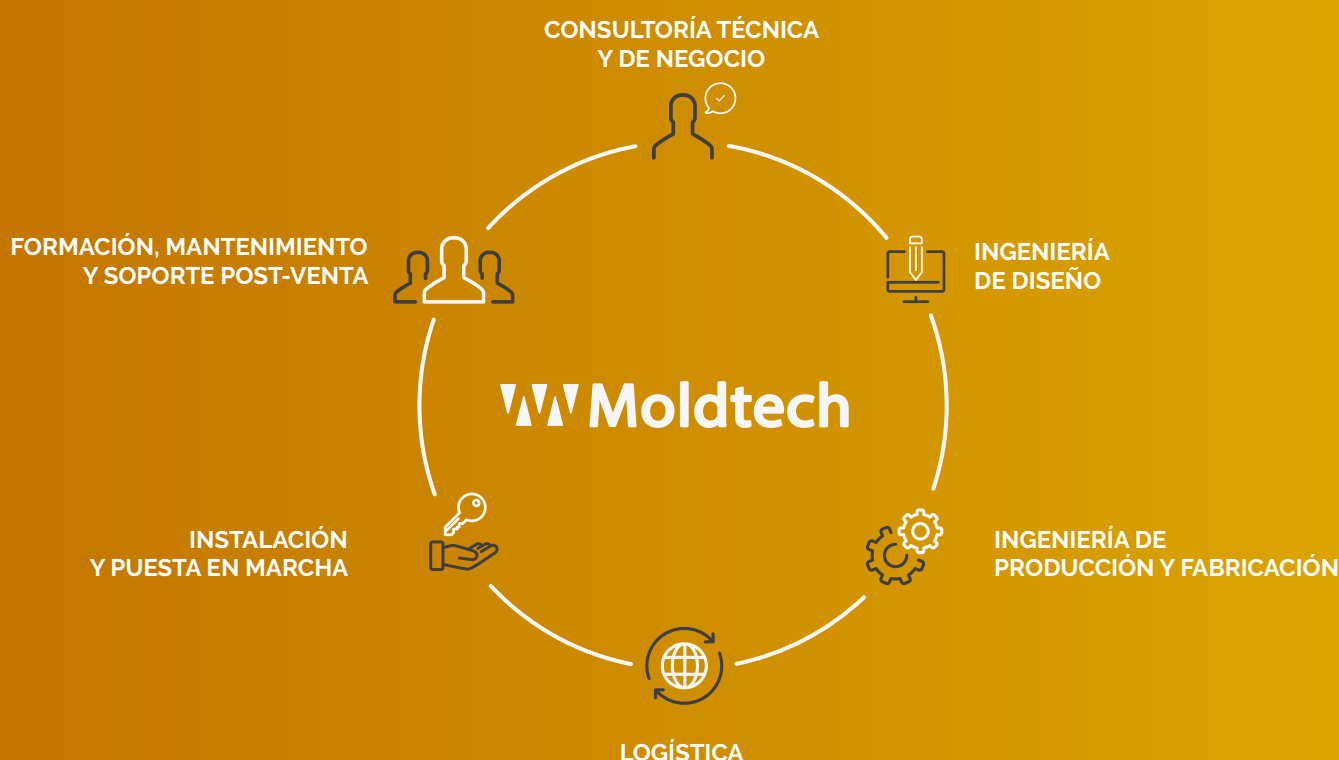 CONSULTORÍA TÉCNICA
Y DE NEGOCIO
FORMACIÓN, MANTENIMIENTO
Y SOPORTE POST-VENTA
INGENIERÍA
DE DISEÑO
Moldtech
INSTALACIÓN
Y PUESTA EN MARCHA
INGENIERÍA DE
PRODUCCIÓN Y FABRICACIÓN
LOGÍSTICA